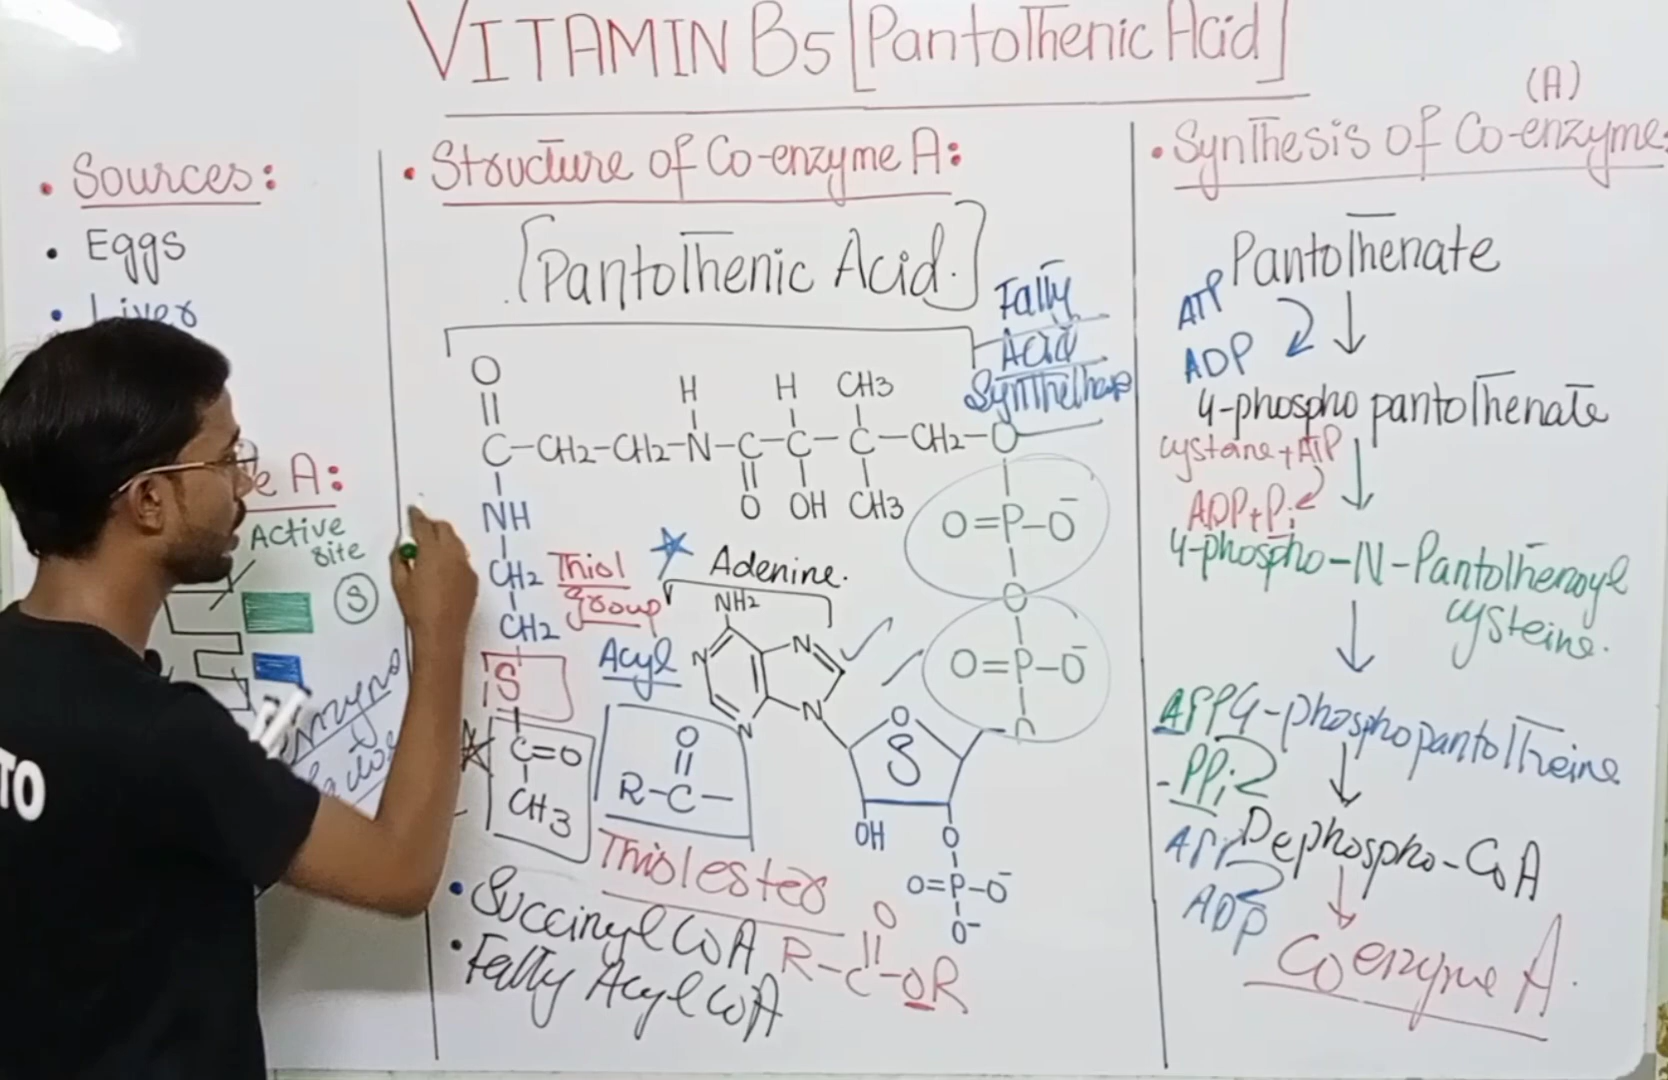 VITAMIN B5 [Pantothenic Acid]
• Sources:
• Eggs
• Liver
e A:
Active
site
S
TO
• Structure of Co-enzyme A:
[Pantothenic Acid.]
Fatty
Acid
O
H H CH3
C-CH2-CH2-N-C-C-C-CH2-O
O OH CH3
NH
CH2
CH2
Thiol
group
S
C=O
CH3
Acyl
O
R-C-
Adenine.
NH2
N N
N N
O=P-O-
O
O=P-O-
O
S
OH O
O=P-O-
O-
Thiolester
• Succinyl CoA
• Fatty Acyl CoA
O
R-C-OR
(A)
• Synthesis of Co-enzyme:
Pantothenate
ATP
ADP
4-phospho pantothenate
+ATP
ADP+Pi
4-phospho-N-Pantothenoyl
cysteine.
4-phosphopantotheine
PPi
Dephospho-CoA
ADP
Coenzyme A.